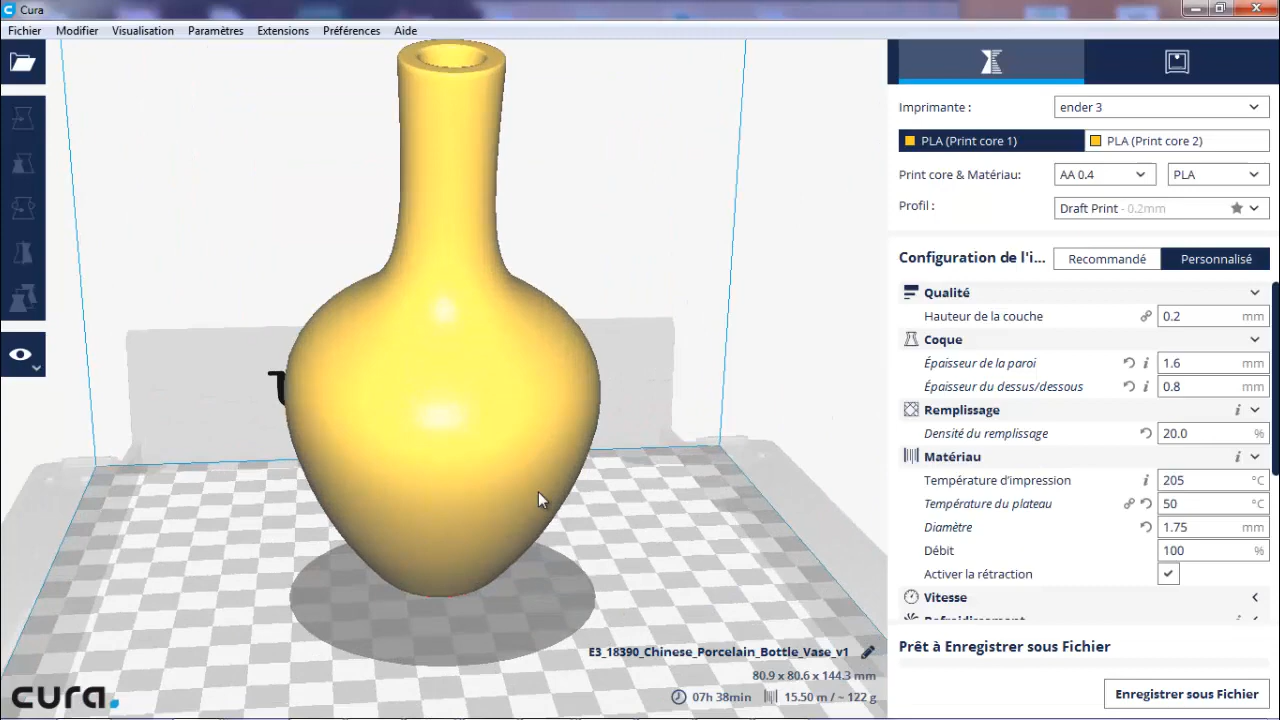 Cura
Fichier Modifier Visualisation Paramètres Extensions Préférences Aide
Imprimante : ender 3
PLA (Print core 1) PLA (Print core 2)
Print core & Matériau: AA 0.4 PLA
Profil : Draft Print - 0.2mm
Configuration de l'i... Recommandé Personnalisé
Qualité
Hauteur de la couche 0.2 mm
Coque
Épaisseur de la paroi i 1.6 mm
Épaisseur du dessus/dessous i 0.8 mm
Remplissage i
Densité du remplissage 20.0 %
Matériau i
Température d'impression i 205 °C
Température du plateau 50 °C
Diamètre 1.75 mm
Débit 100 %
Activer la rétraction
Vitesse
Refroidissement
E3_18390_Chinese_Porcelain_Bottle_Vase_v1
80.9 x 80.6 x 144.3 mm
07h 38min 15.50 m / ~ 122 g
Prêt à Enregistrer sous Fichier
Enregistrer sous Fichier
cura.